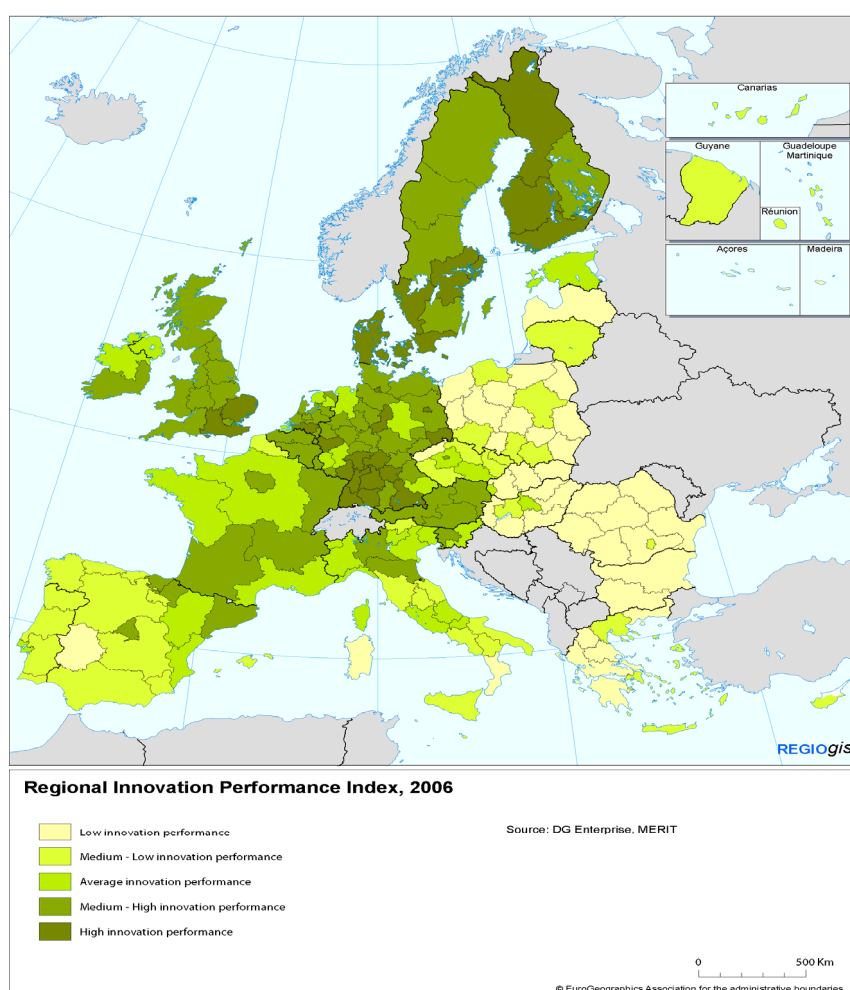 Canarias
Guyane
Guadeloupe
Martinique
Réunion
Açores
Madeira
REGIOgis
Regional Innovation Performance Index, 2006
Low innovation performance
Source: DG Enterprise, MERIT
Medium - Low innovation performance
Average innovation performance
Medium - High innovation performance
High innovation performance
0 500 Km
© EuroGeographics Association for the administrative boundaries